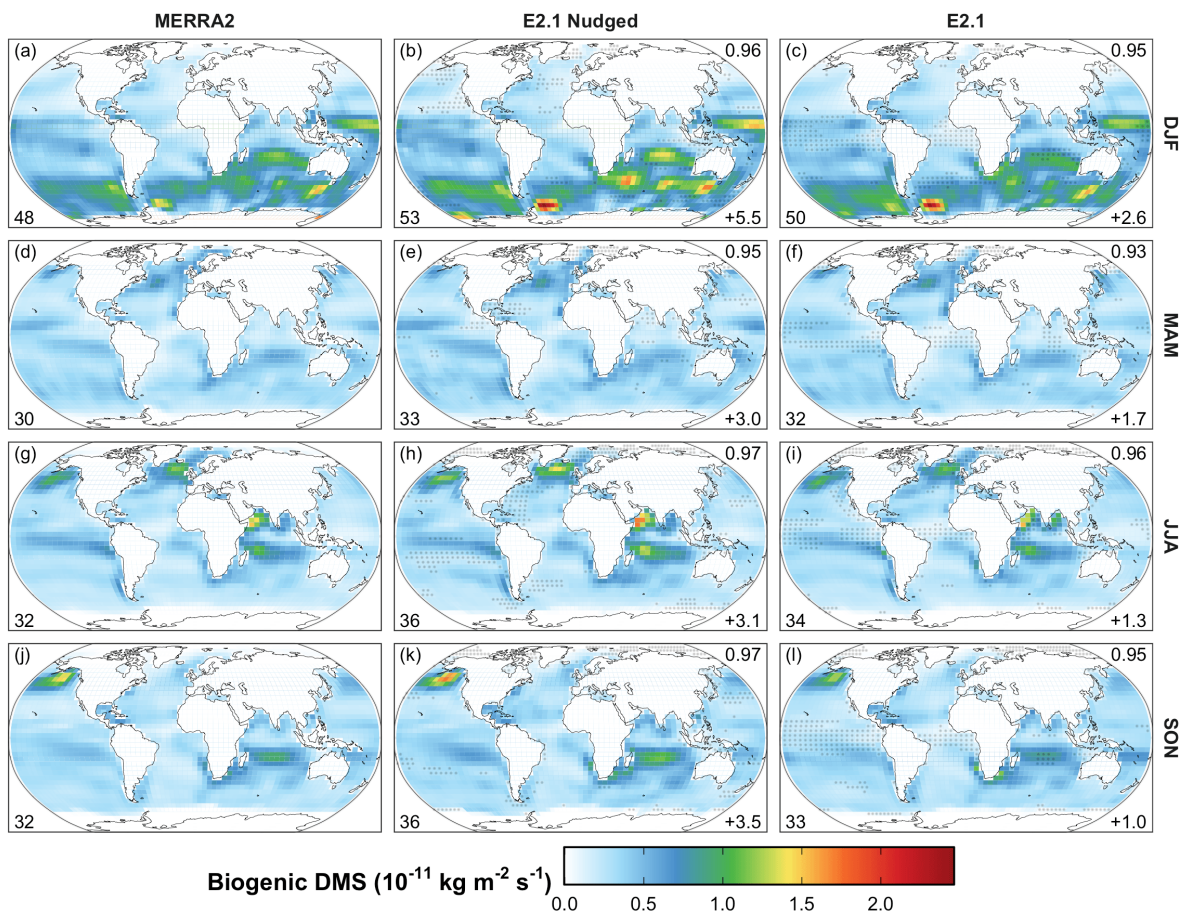 MERRA2 E2.1 Nudged E2.1
(a) (b) 0.96 (c) 0.95
DJF
48 53 +5.5 50 +2.6
(d) (e) 0.95 (f) 0.93
MAM
30 33 +3.0 32 +1.7
(g) (h) 0.97 (i) 0.96
JJA
32 36 +3.1 34 +1.3
(j) (k) 0.97 (l) 0.95
SON
32 36 +3.5 33 +1.0
Biogenic DMS (10⁻¹¹ kg m⁻² s⁻¹)
0.0 0.5 1.0 1.5 2.0